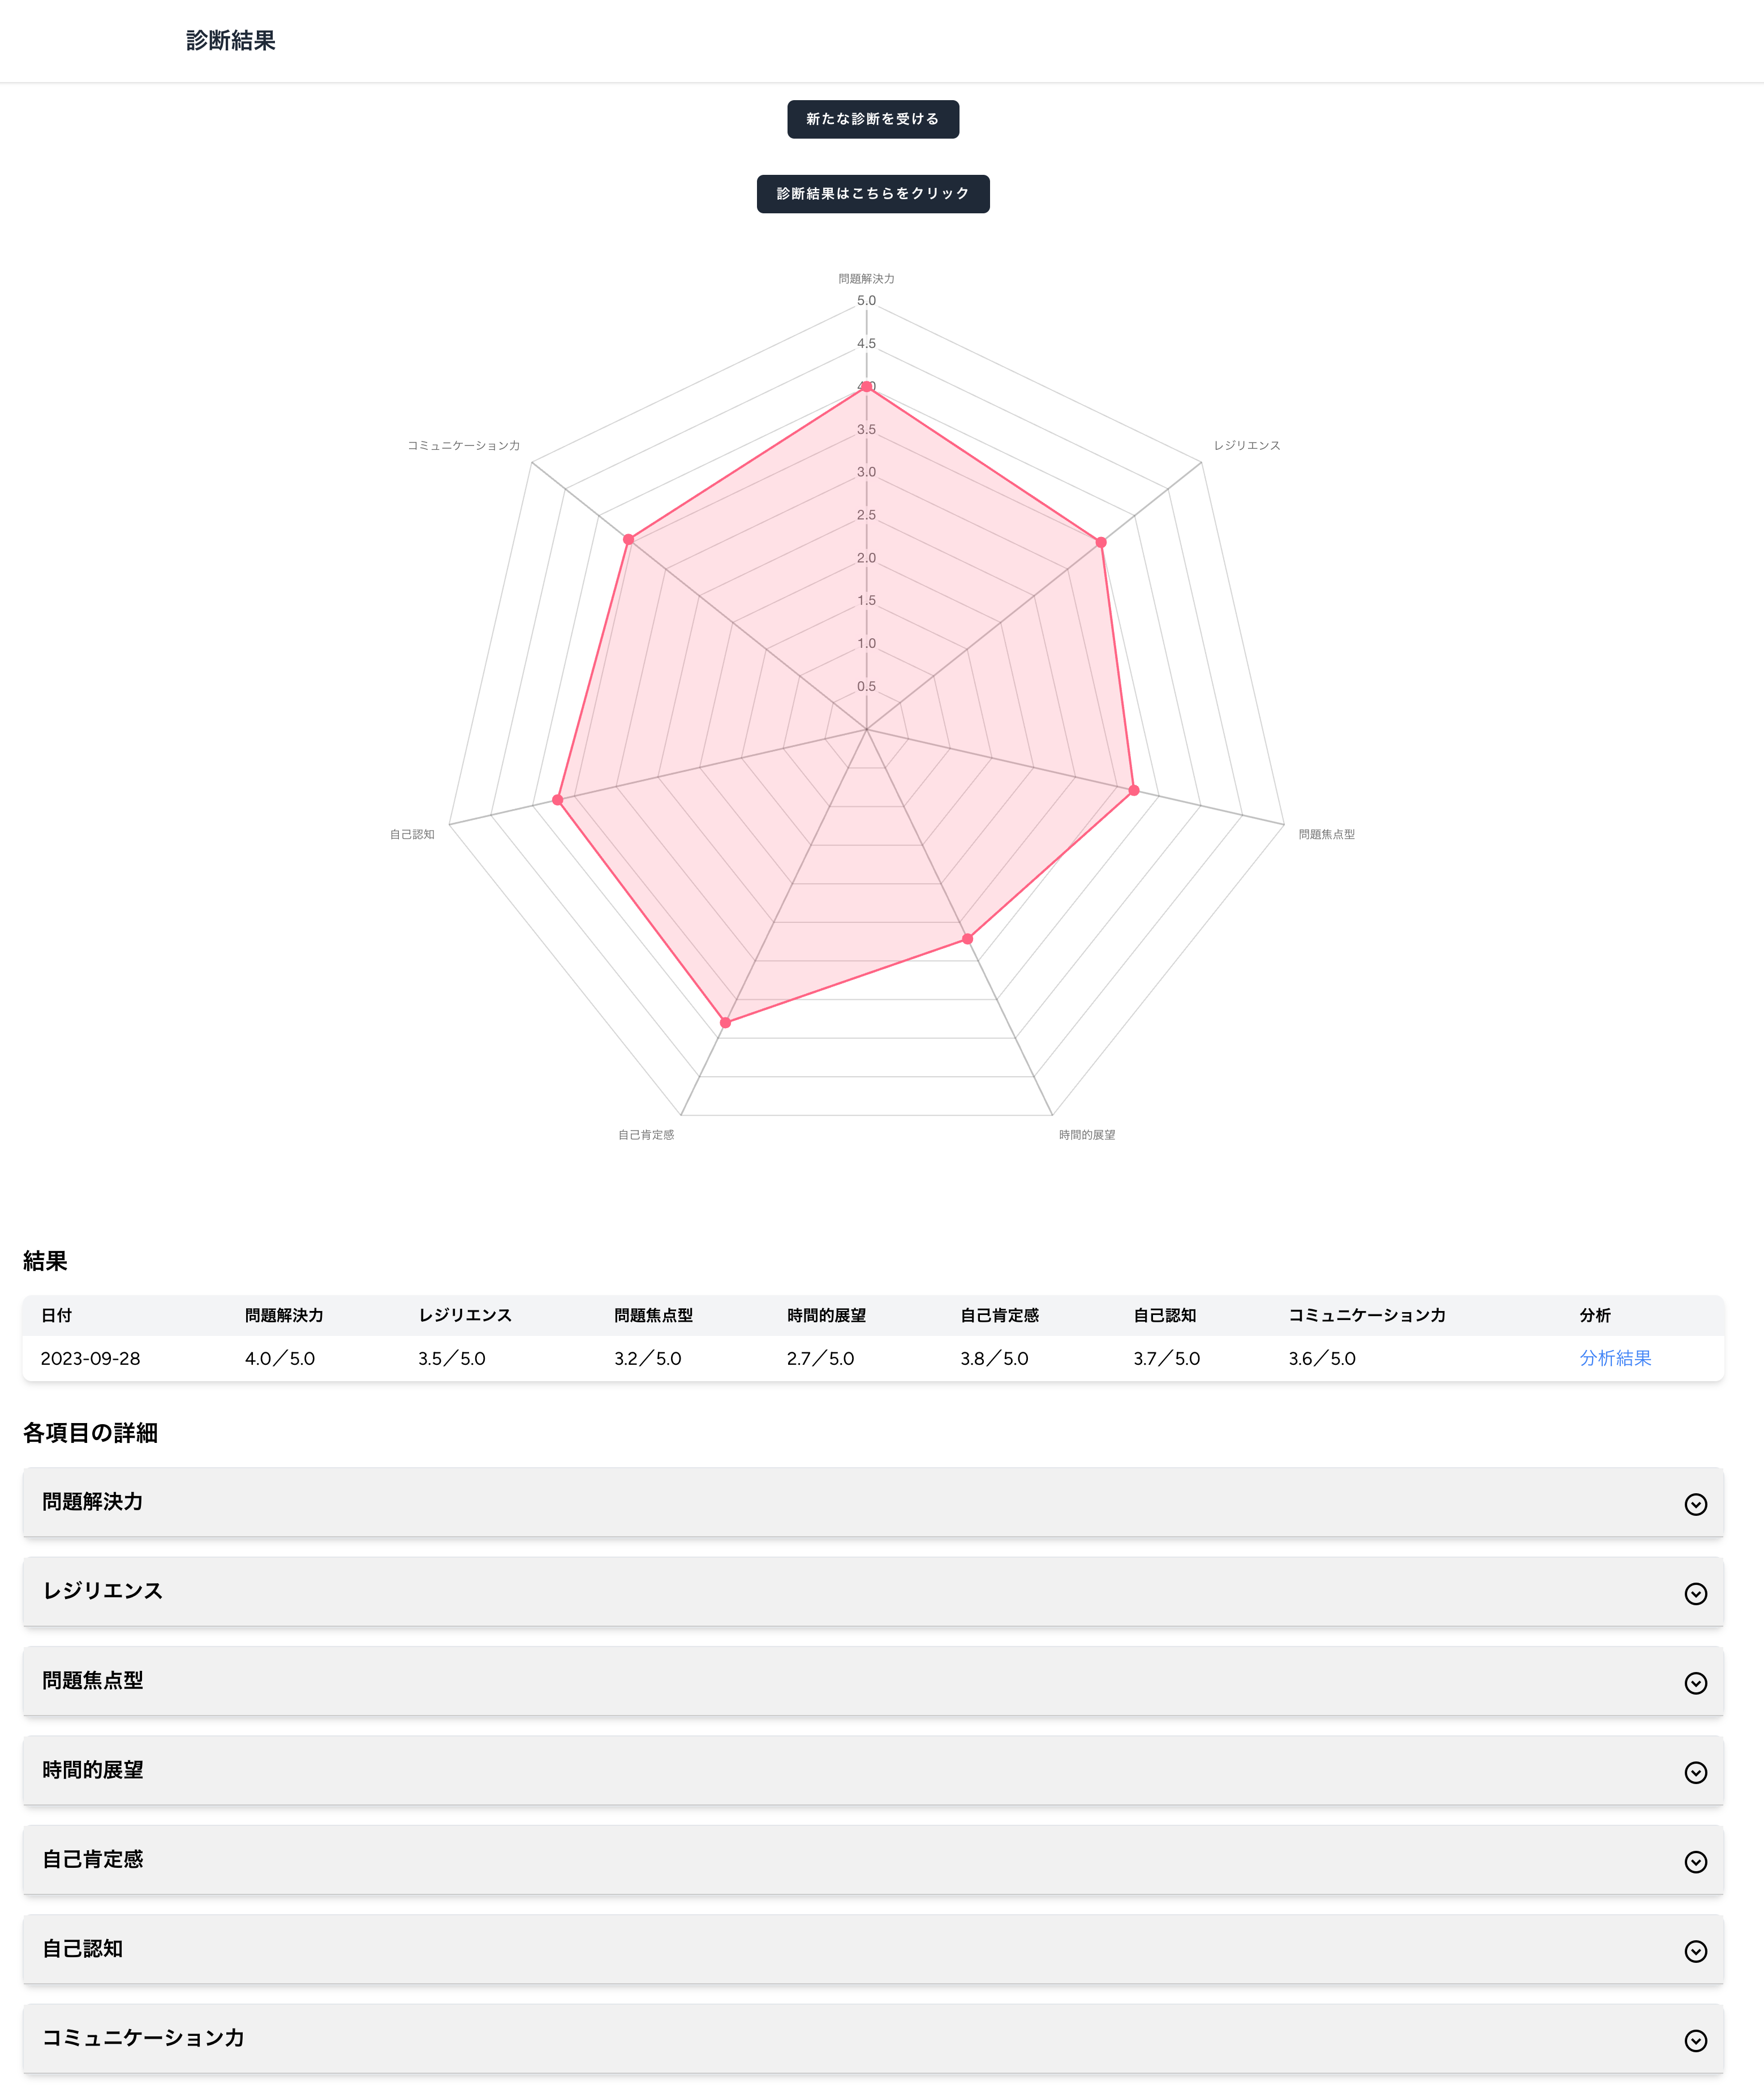 診断結果
新たな診断を受ける
診断結果はこちらをクリック
問題解決力
5.0
4.5
4.0
3.5
3.0
2.5
2.0
1.5
1.0
0.5
コミュニケーション力
レジリエンス
自己認知
問題焦点型
自己肯定感
時間的展望
結果
日付 問題解決力 レジリエンス 問題焦点型 時間的展望 自己肯定感 自己認知 コミュニケーション力 分析
2023-09-28 4.0／5.0 3.5／5.0 3.2／5.0 2.7／5.0 3.8／5.0 3.7／5.0 3.6／5.0 分析結果
各項目の詳細
問題解決力
レジリエンス
問題焦点型
時間的展望
自己肯定感
自己認知
コミュニケーション力